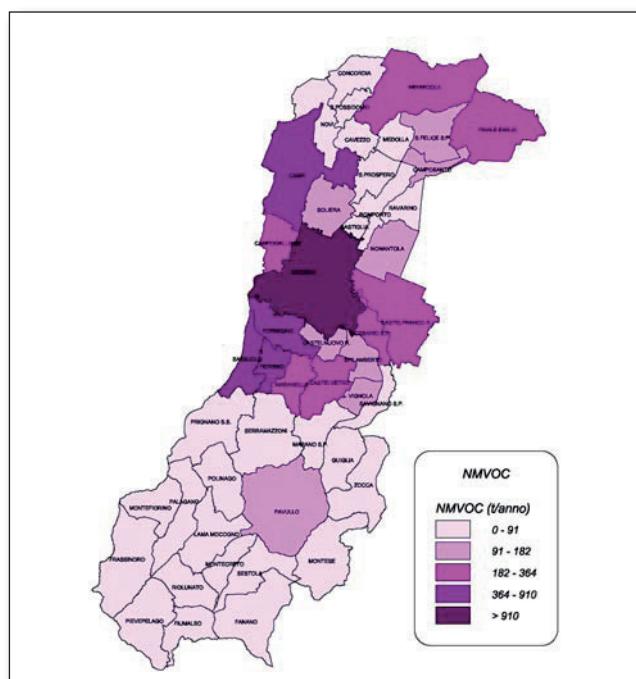 CONCORDIA
MIRANDOLA
S.POSSIDONIO
NOVI
CAVEZZO
MEDOLLA
S.FELICE S.P.
FINALE EMILIA
CAMPOSANTO
S.PROSPERO
CARPI
SOLIERA
RAVARINO
BOMPORTO
BASTIGLIA
NONANTOLA
CAMPOGALLIANO
MODENA
CASTELFRANCO E.
FORMIGINE
CASTELNUOVO R.
SPILAMBERTO
SASSUOLO
FIORANO
MARANELLO
CASTELVETRO
VIGNOLA
SAVIGNANO S.P.
PRIGNANO S.S.
SERRAMAZZONI
MARANO S.P.
GUIGLIA
ZOCCA
POLINAGO
PALAGANO
MONTEFIORINO
PAVULLO
LAMA MOCOGNO
FRASSINORO
MONTESE
MONTECRETO
SESTOLA
RIOLUNATO
PIEVEPELAGO
FIUMALBO
FANANO
NMVOC
NMVOC (t/anno)
0 - 91
91 - 182
182 - 364
364 - 910
> 910